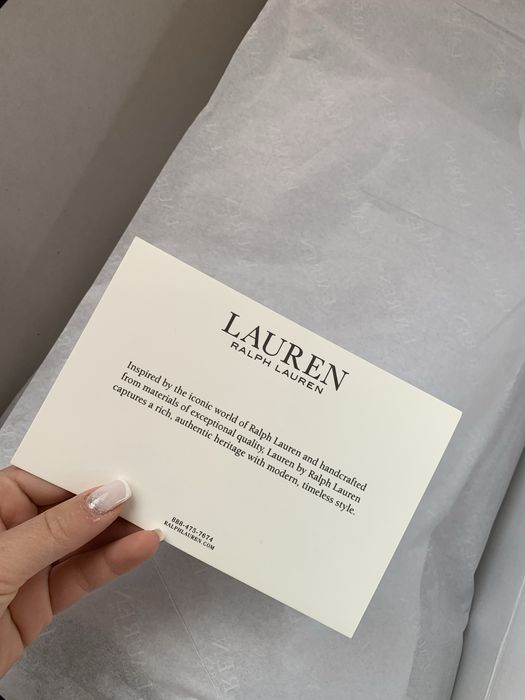 LAUREN
RALPH LAUREN
Inspired by the iconic world of Ralph Lauren and handcrafted
from materials of exceptional quality, Lauren by Ralph Lauren
captures a rich, authentic heritage with modern, timeless style.
888-475-7674
RALPHLAUREN.COM